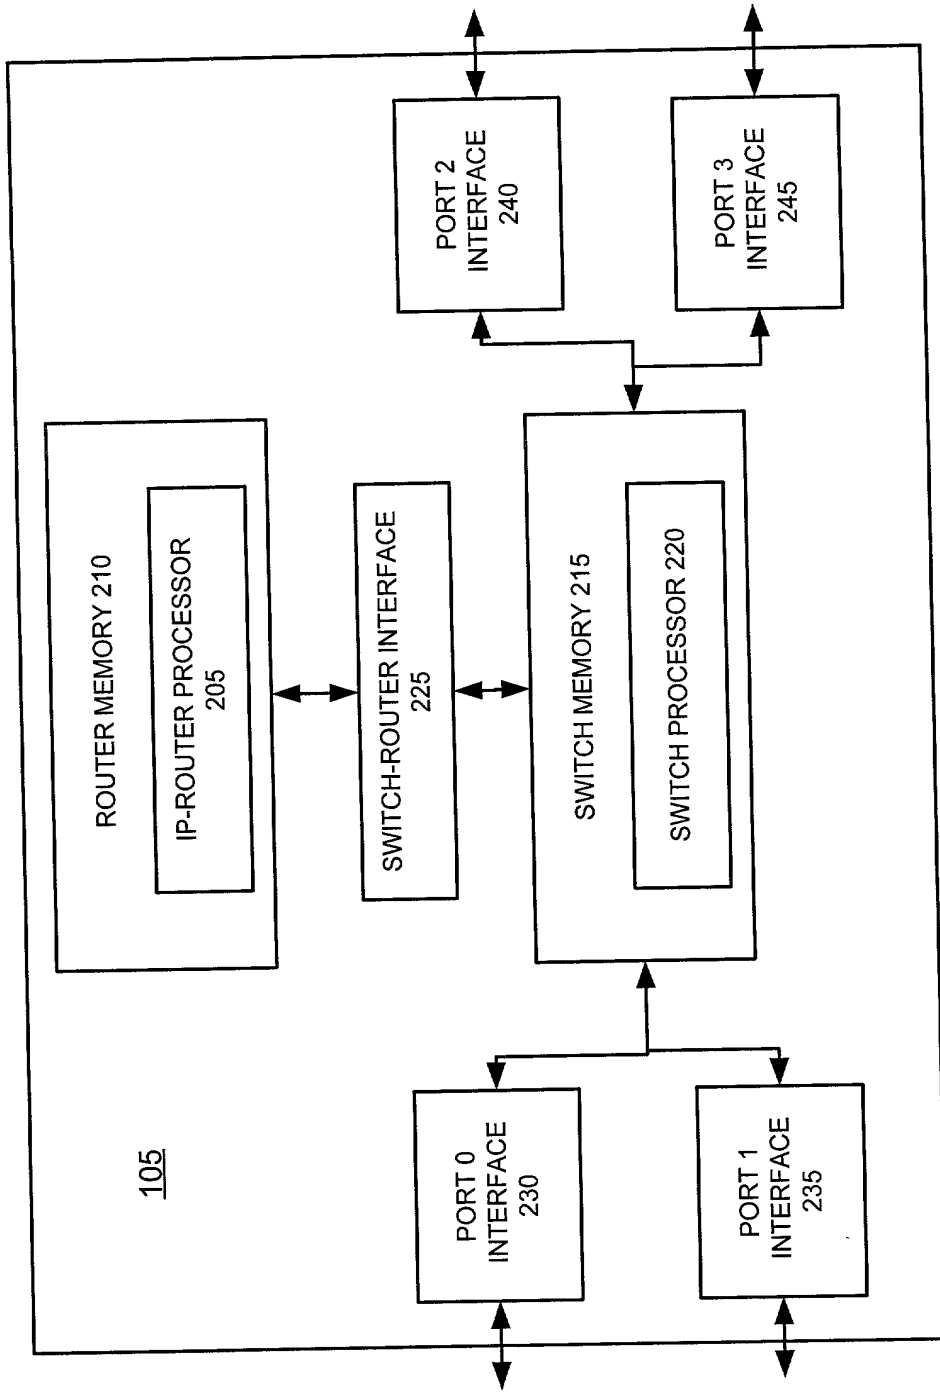 105
ROUTER MEMORY 210
IP-ROUTER PROCESSOR
205
SWITCH-ROUTER INTERFACE
225
PORT 0
INTERFACE
230
SWITCH MEMORY 215
SWITCH PROCESSOR 220
PORT 2
INTERFACE
240
PORT 1
INTERFACE
235
PORT 3
INTERFACE
245